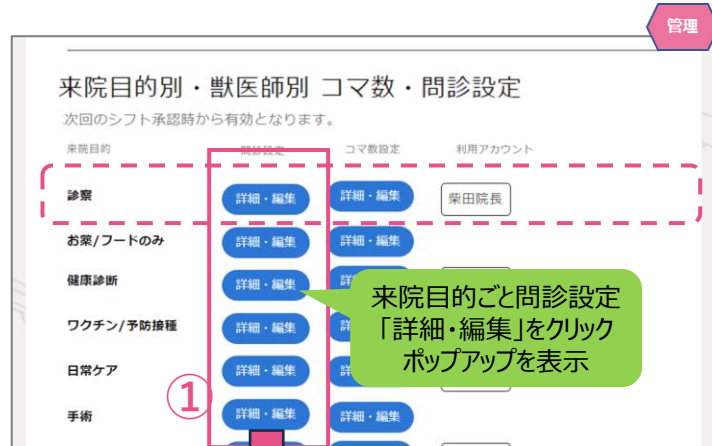 管理
来院目的別・獣医師別 コマ数・問診設定
次回のシフト承認時から有効となります。
来院目的 問診設定 コマ数設定 利用アカウント
診察 詳細・編集 詳細・編集 柴田院長
お薬/フードのみ 詳細・編集 詳細・編集
健康診断 詳細・編集
来院目的ごと問診設定
「詳細・編集」をクリック
ポップアップを表示
ワクチン/予防接種 詳細・編集
日常ケア 詳細・編集
①
手術 詳細・編集 詳細・編集